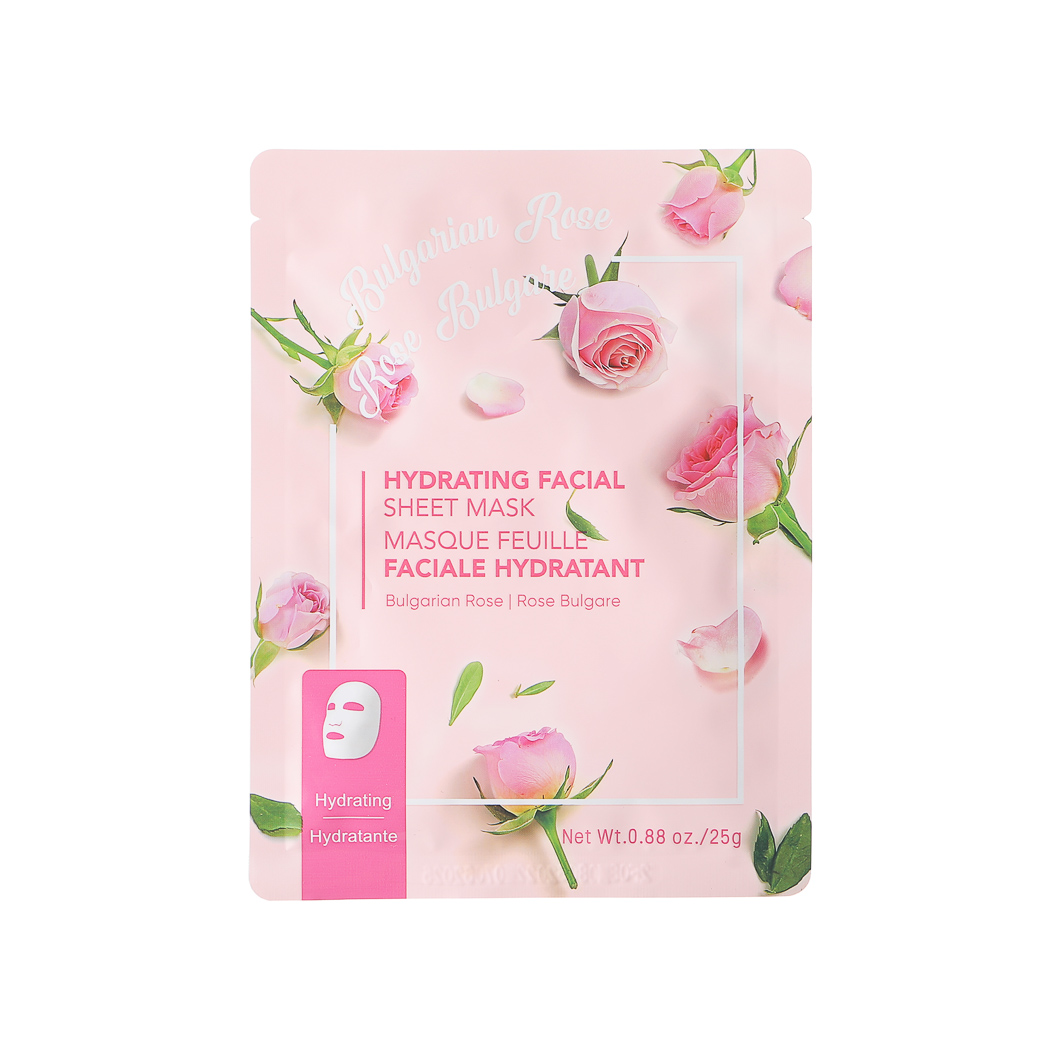 Bulgarian Rose
Rose Bulgare
HYDRATING FACIAL
SHEET MASK
MASQUE FEUILLE
FACIALE HYDRATANT
Bulgarian Rose | Rose Bulgare
Hydrating
Hydratante
Net Wt.0.88 oz./25g